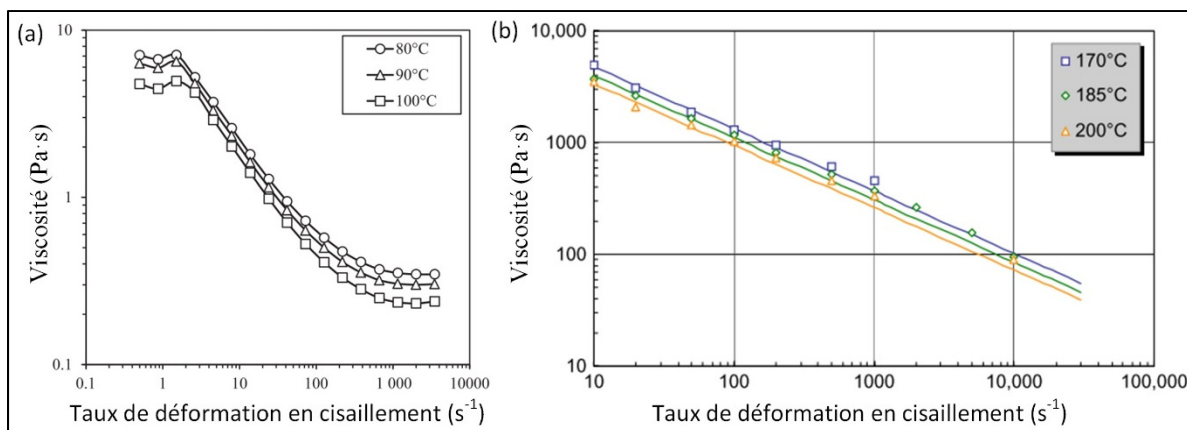 (a)
Viscosité (Pa·s)
10
1
0.1
0.1
1
10
100
1 000
10000
80°C
90°C
100°C
Taux de déformation en cisaillement (s⁻¹)
(b)
Viscosité (Pa·s)
10,000
1000
100
10
10
100
1000
10,000
100,000
170°C
185°C
200°C
Taux de déformation en cisaillement (s⁻¹)